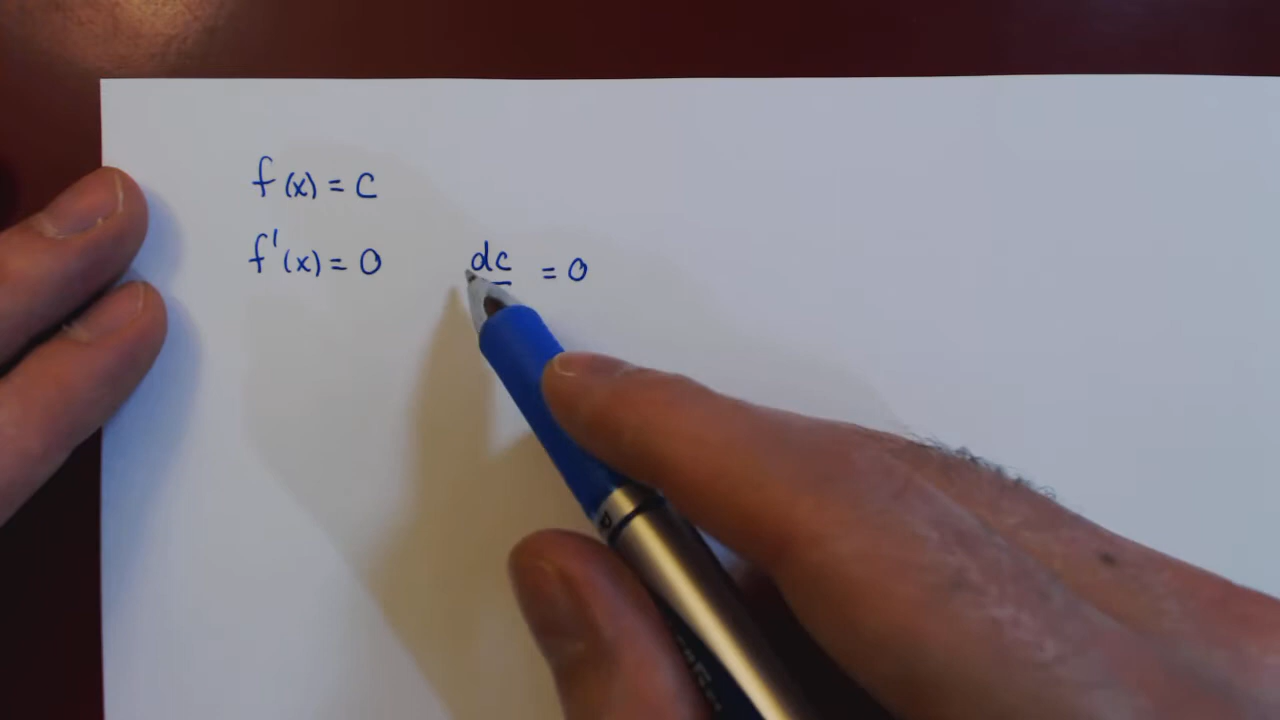 f(x) = c
f'(x) = 0 dc = 0